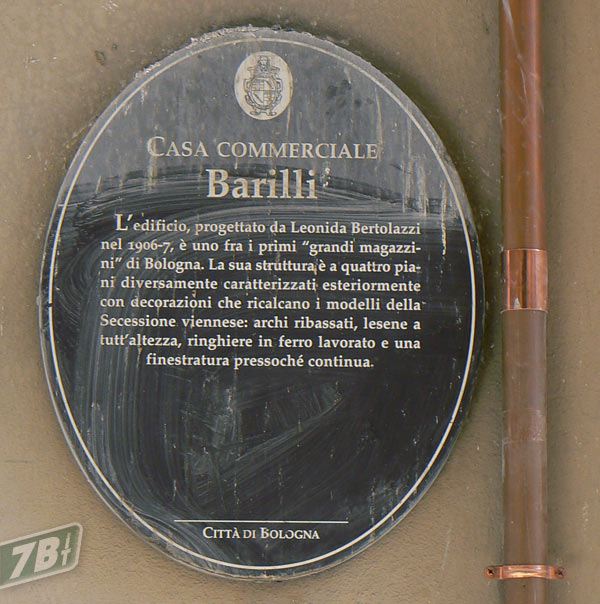 CASA COMMERCIALE
Barilli
L'edificio, progettato da Leonida Bertolazzi
nel 1906-7, è uno fra i primi "grandi magazzi-
ni" di Bologna. La sua struttura è a quattro pia-
ni diversamente caratterizzati esteriormente
con decorazioni che ricalcano i modelli della
Secessione viennese: archi ribassati, lesene a
tutt'altezza, ringhiere in ferro lavorato e una
finestratura pressoché continua.
CITTÀ DI BOLOGNA
7B